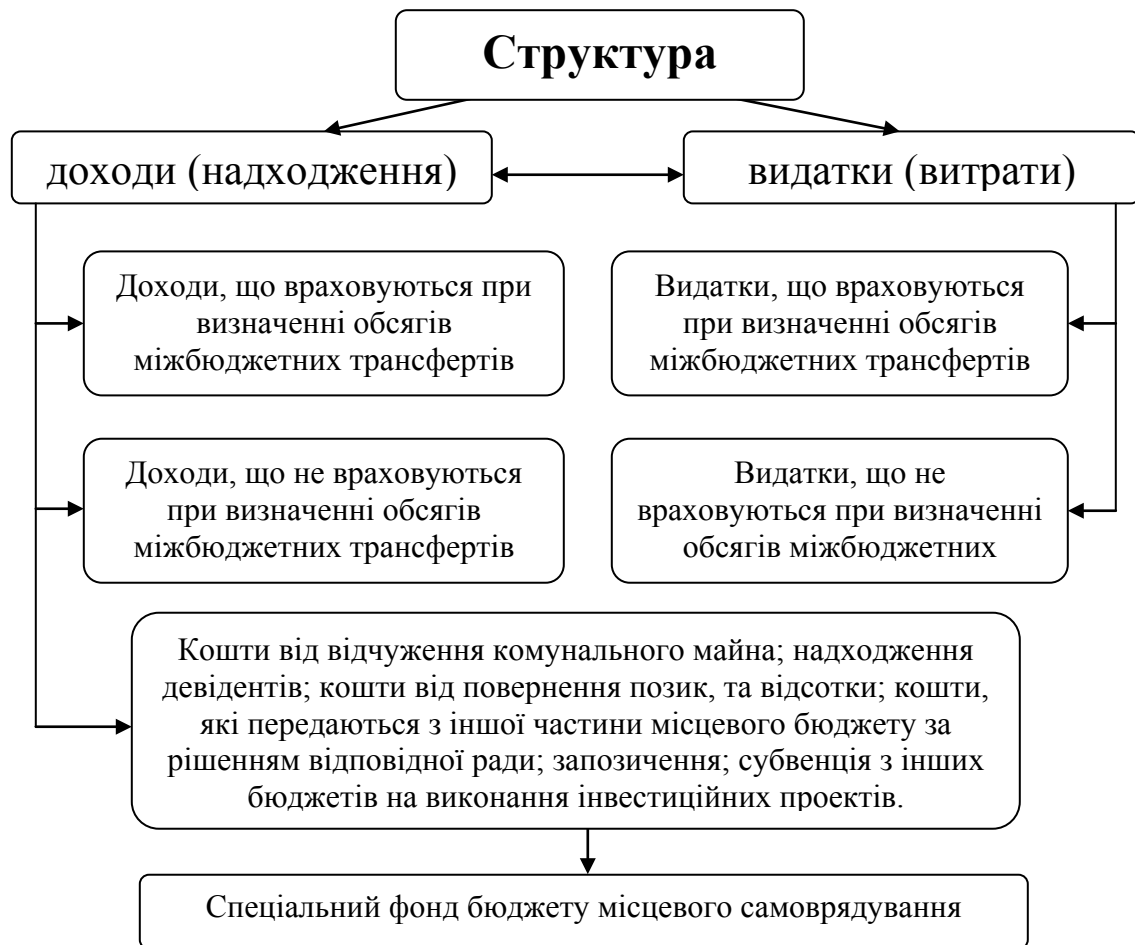 Структура
доходи (надходження)
видатки (витрати)
Доходи, що враховуються при
визначенні обсягів
міжбюджетних трансфертів
Видатки, що враховуються
при визначенні обсягів
міжбюджетних трансфертів
Доходи, що не враховуються
при визначенні обсягів
міжбюджетних трансфертів
Видатки, що не
враховуються при визначенні
обсягів міжбюджетних
Кошти від відчуження комунального майна; надходження
девідентів; кошти від повернення позик, та відсотки; кошти,
які передаються з іншої частини місцевого бюджету за
рішенням відповідної ради; запозичення; субвенція з інших
бюджетів на виконання інвестиційних проектів.
Спеціальний фонд бюджету місцевого самоврядування